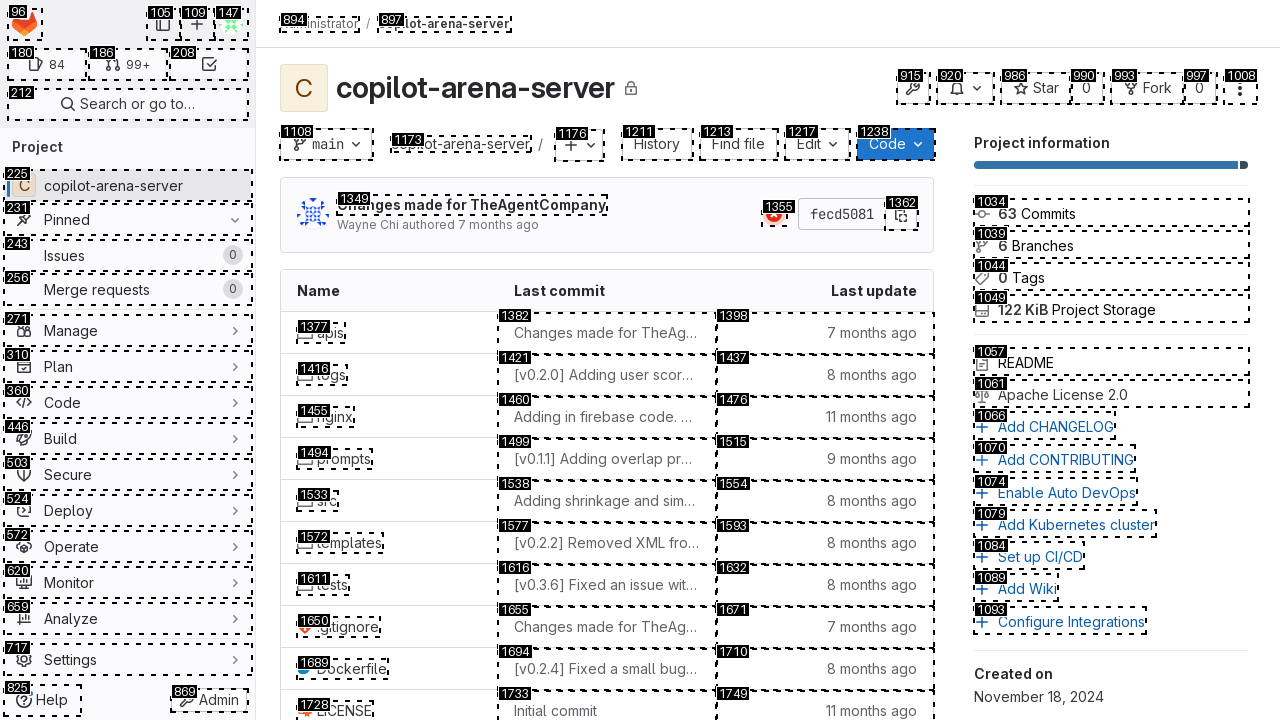 96
105
109
147
894
administrator / 
897
copilot-arena-server
180
84
186
99+
208
212
Search or go to…
C
copilot-arena-server
915
920
986
Star
990
0
993
Fork
997
0
1008
Project
225
C
copilot-arena-server
231
Pinned
243
Issues
0
256
Merge requests
0
271
Manage
310
Plan
360
Code
446
Build
503
Secure
524
Deploy
572
Operate
620
Monitor
659
Analyze
717
Settings
825
Help
869
Admin
1108
main
1173
copilot-arena-server /
1176
1211
History
1213
Find file
1217
Edit
1238
Code
1349
Changes made for TheAgentCompany
Wayne Chi authored 7 months ago
1355
fecd5081
1362
Name Last commit Last update
1377
apis
1382
Changes made for TheAg…
1398
7 months ago
1416
logs
1421
[v0.2.0] Adding user scor…
1437
8 months ago
1455
nginx
1460
Adding in firebase code. …
1476
11 months ago
1494
prompts
1499
[v0.1.1] Adding overlap pr…
1515
9 months ago
1533
src
1538
Adding shrinkage and sim…
1554
8 months ago
1572
templates
1577
[v0.2.2] Removed XML fro…
1593
8 months ago
1611
tests
1616
[v0.3.6] Fixed an issue wit…
1632
8 months ago
1650
.gitignore
1655
Changes made for TheAg…
1671
7 months ago
1689
Dockerfile
1694
[v0.2.4] Fixed a small bug…
1710
8 months ago
1728
LICENSE
1733
Initial commit
1749
11 months ago
Project information
1034
63 Commits
1039
6 Branches
1044
0 Tags
1049
122 KiB Project Storage
1057
README
1061
Apache License 2.0
1066
Add CHANGELOG
1070
Add CONTRIBUTING
1074
Enable Auto DevOps
1079
Add Kubernetes cluster
1084
Set up CI/CD
1089
Add Wiki
1093
Configure Integrations
Created on
November 18, 2024